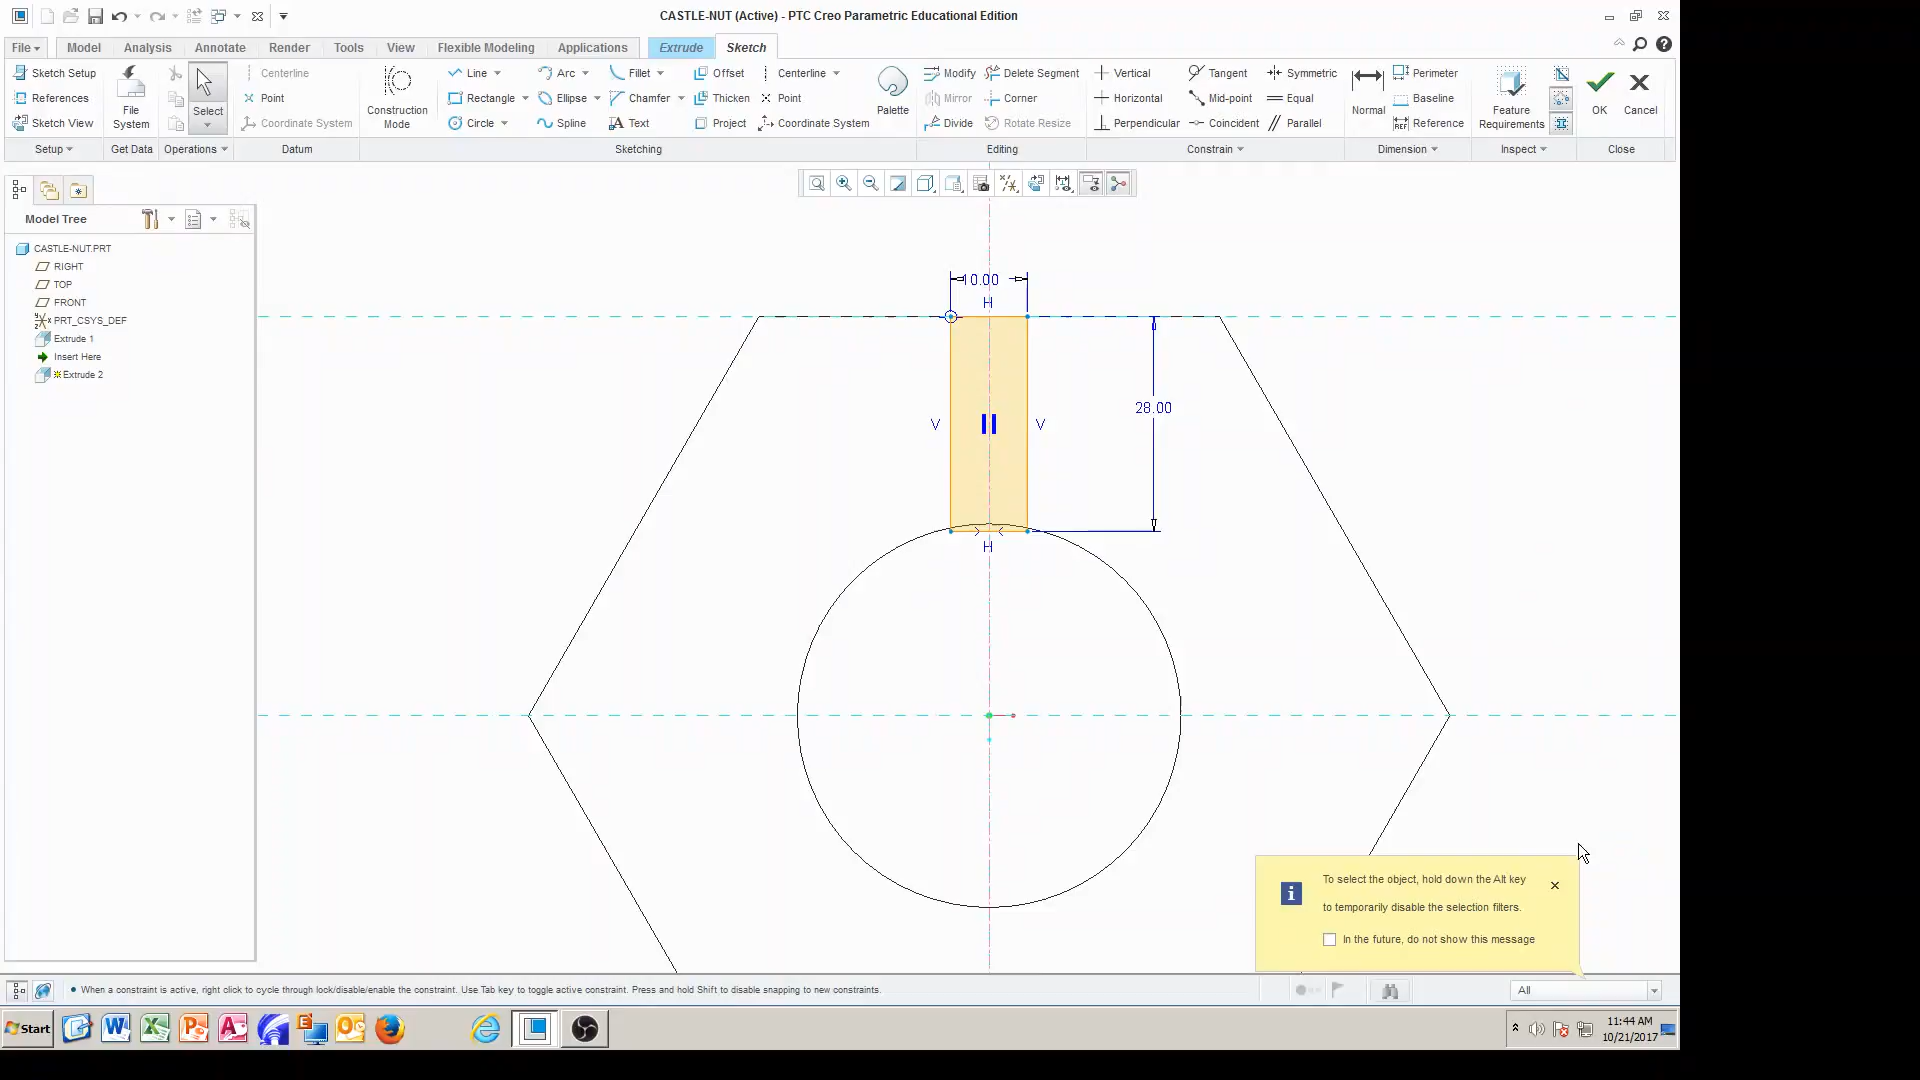 CASTLE-NUT (Active) - PTC Creo Parametric Educational Edition
File Model Analysis Annotate Render Tools View Flexible Modeling Applications Extrude Sketch
Sketch Setup
References
Sketch View
Setup
File System
Get Data
Select
Operations
Centerline
Point
Coordinate System
Datum
Construction Mode
Line Arc Fillet Offset Centerline
Rectangle Ellipse Chamfer Thicken Point
Circle Spline Text Project Coordinate System
Palette
Sketching
Modify Delete Segment
Mirror Corner
Divide Rotate Resize
Editing
Vertical Tangent Symmetric
Horizontal Mid-point Equal
Perpendicular Coincident Parallel
Constrain
Normal
Perimeter
Baseline
Reference
Dimension
Feature Requirements
Inspect
OK
Cancel
Close
Model Tree
CASTLE-NUT.PRT
RIGHT
TOP
FRONT
PRT_CSYS_DEF
Extrude 1
Insert Here
Extrude 2
10.00
H
V
V
28.00
H
To select the object, hold down the Alt key
to temporarily disable the selection filters.
In the future, do not show this message
When a constraint is active, right click to cycle through lock/disable/enable the constraint. Use Tab key to toggle active constraint. Press and hold Shift to disable snapping to new constraints.
All
Start
11:44 AM
10/21/2017